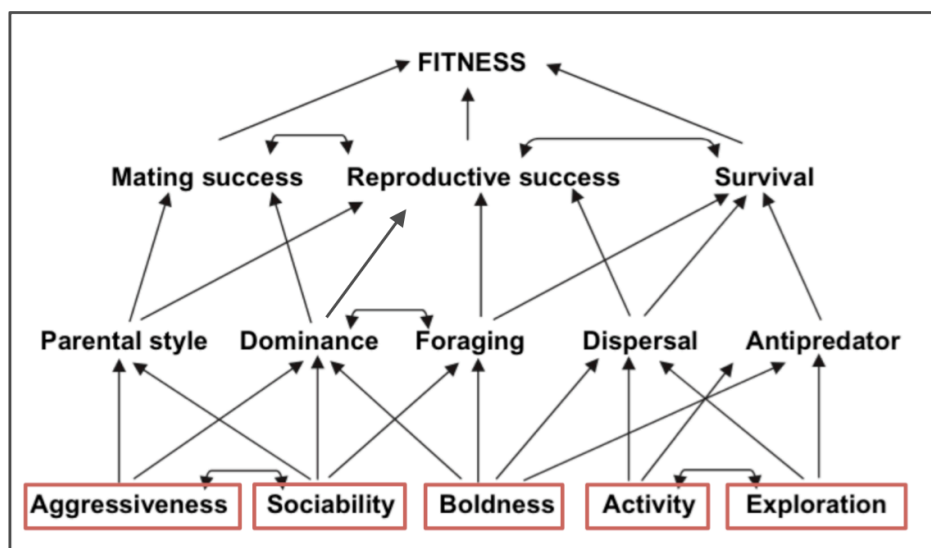 FITNESS
Mating success Reproductive success Survival
Parental style Dominance Foraging Dispersal Antipredator
Aggressiveness Sociability Boldness Activity Exploration